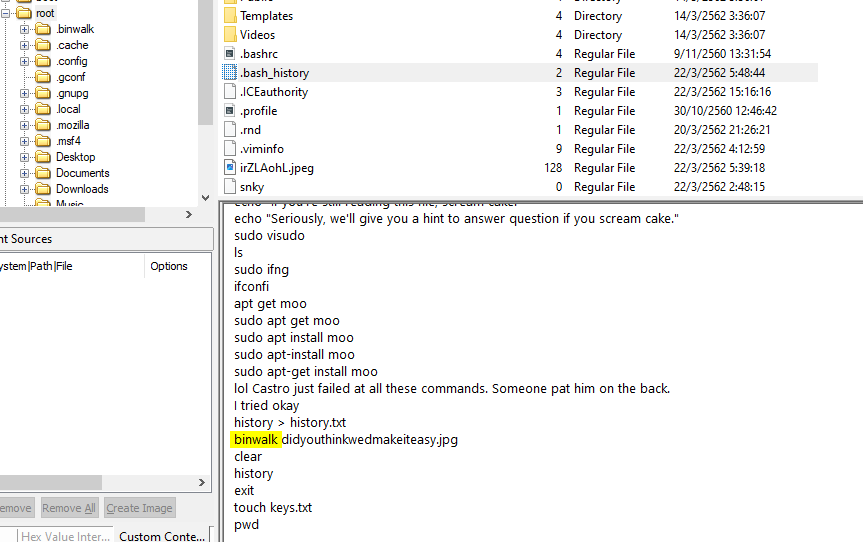 root
.binwalk
.cache
.config
.gconf
.gnupg
.local
.mozilla
.msf4
Desktop
Documents
Downloads
Music
nt Sources
ystem|Path|File Options
emove Remove All Create Image
Hex Value Inter... Custom Conte...
Templates 4 Directory 14/3/2562 3:36:07
Videos 4 Directory 14/3/2562 3:36:07
.bashrc 4 Regular File 9/11/2560 13:31:54
.bash_history 2 Regular File 22/3/2562 5:48:44
.ICEauthority 3 Regular File 22/3/2562 15:16:16
.profile 1 Regular File 30/10/2560 12:46:42
.rnd 1 Regular File 20/3/2562 21:26:21
.viminfo 9 Regular File 22/3/2562 4:12:59
irZLAohL.jpeg 128 Regular File 22/3/2562 5:39:18
snky 0 Regular File 22/3/2562 2:48:15
echo "If you're still reading this file, scream cake."
echo "Seriously, we'll give you a hint to answer question if you scream cake."
sudo visudo
ls
sudo ifng
ifconfi
apt get moo
sudo apt get moo
sudo apt install moo
sudo apt-install moo
sudo apt-get install moo
lol Castro just failed at all these commands. Someone pat him on the back.
I tried okay
history > history.txt
binwalk didyouthinkwedmakeiteasy.jpg
clear
history
exit
touch keys.txt
pwd